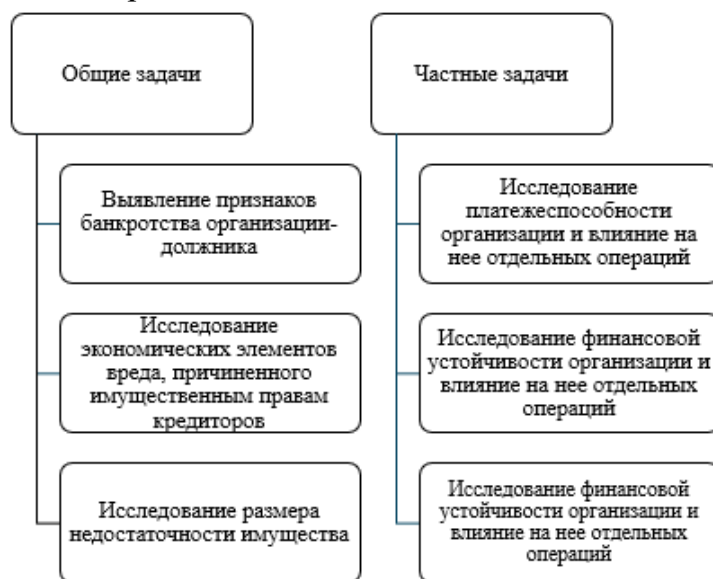 Общие задачи
Выявление признаков
банкротства организации-
должника
Исследование
экономических элементов
вреда, причиненного
имущественным правам
кредиторов
Исследование размера
недостаточности имущества
Частные задачи
Исследование
платежеспособности
организации и влияние на
нее отдельных операций
Исследование финансовой
устойчивости организации и
влияние на нее отдельных
операций
Исследование финансовой
устойчивости организации и
влияние на нее отдельных
операций